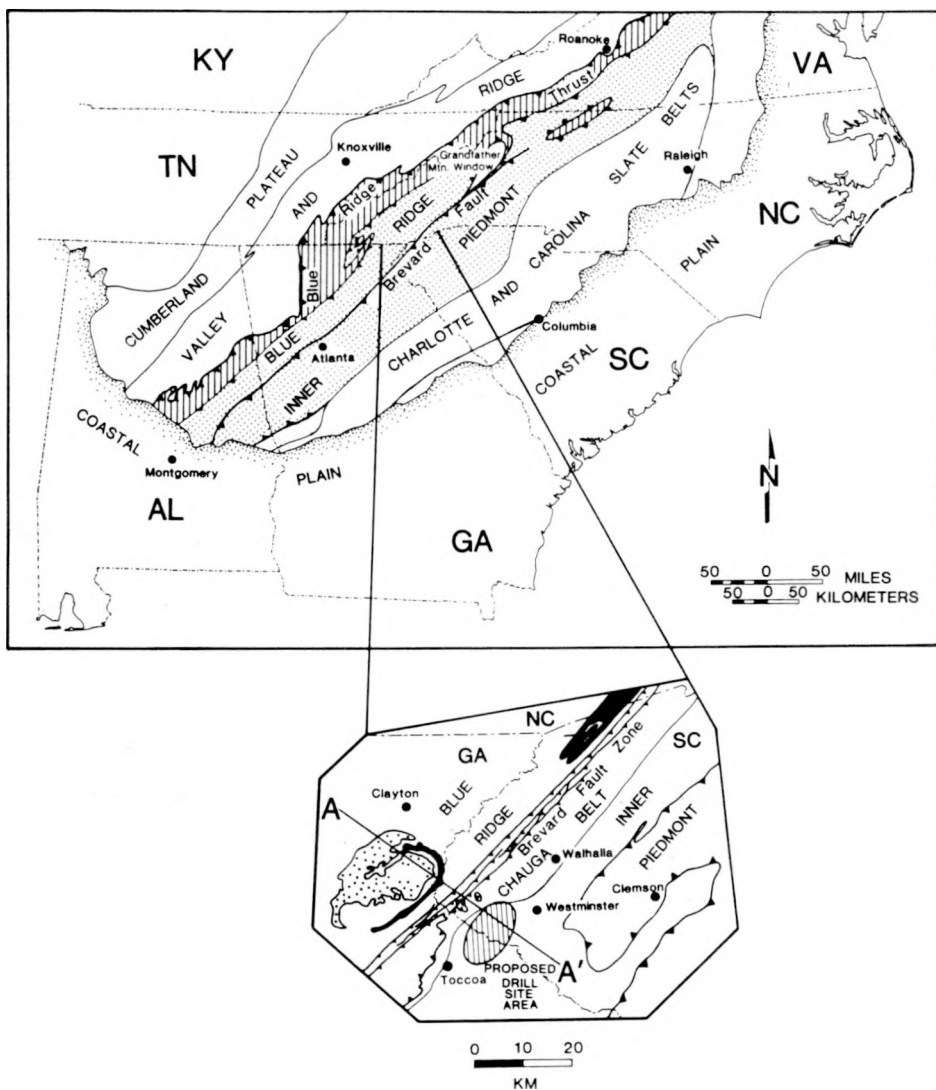 KY
VA
TN
NC
SC
AL
GA
Roanoke
RIDGE
Thrust
BELTS
PLATEAU
Knoxville
AND
Grandfather
Mtn. Window
SLATE
Raleigh
Ridge
RIDGE
Fault
PIEDMONT
CAROLINA
PLAIN
CUMBERLAND
Blue
Brevard
VALLEY
AND
BLUE
Atlanta
CHARLOTTE
Columbia
INNER
COASTAL
COASTAL
PLAIN
Montgomery
N
50 0 50 MILES
50 0 50 KILOMETERS
NC
SC
GA
Zone
Clayton
BLUE
RIDGE
Fault
BELT
INNER
A
Brevard
CHAUGA
Walhalla
PIEDMONT
Clemson
Westminster
A'
Toccoa
PROPOSED
DRILL
SITE
AREA
0 10 20
KM